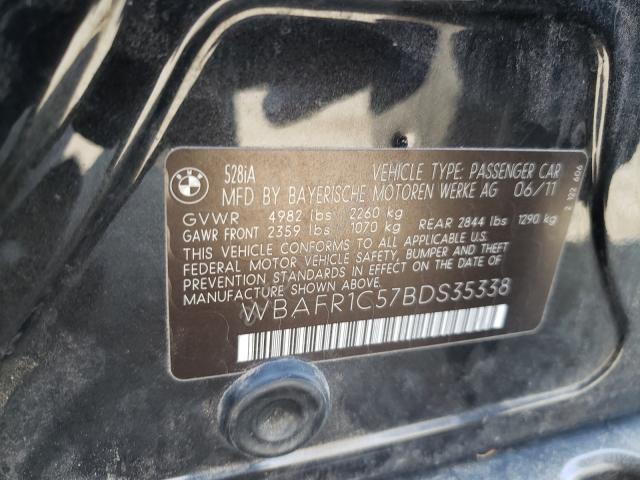 BMW
528iA
VEHICLE TYPE: PASSENGER CAR
MFD BY BAYERISCHE MOTOREN WERKE AG 06/11
GVWR 4982 lbs 2260 kg
GAWR FRONT 2359 lbs 1070 kg REAR 2844 lbs 1290 kg
THIS VEHICLE CONFORMS TO ALL APPLICABLE U.S.
FEDERAL MOTOR VEHICLE SAFETY, BUMPER AND THEFT
PREVENTION STANDARDS IN EFFECT ON THE DATE OF
MANUFACTURE SHOWN ABOVE.
WBAFR1C57BDS35338